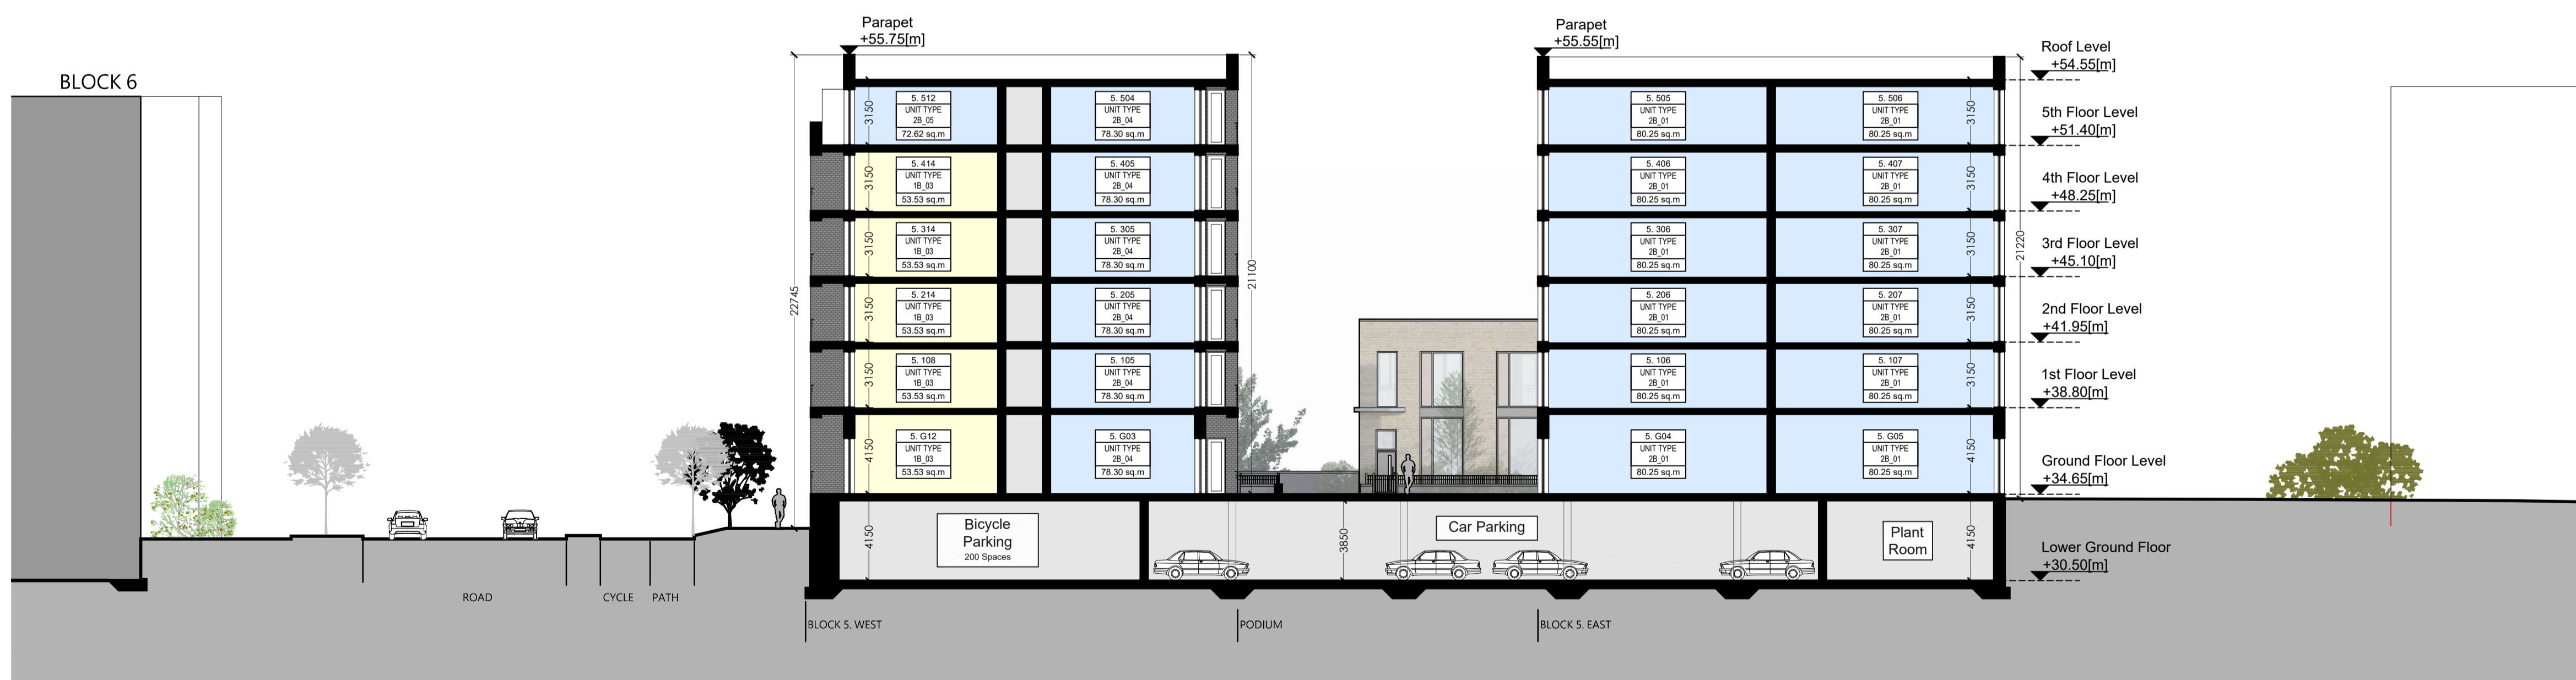 BLOCK 6
Parapet
+55.75[m]
Parapet
+55.55[m]
Roof Level
+54.55[m]
5th Floor Level
+51.40[m]
4th Floor Level
+48.25[m]
3rd Floor Level
+45.10[m]
2nd Floor Level
+41.95[m]
1st Floor Level
+38.80[m]
Ground Floor Level
+34.65[m]
Lower Ground Floor
+30.50[m]
22745
21100
21220
3150
5. 512
UNIT TYPE
2B_05
72.62 sq.m
5. 504
UNIT TYPE
2B_04
78.30 sq.m
5. 505
UNIT TYPE
2B_01
80.25 sq.m
5. 506
UNIT TYPE
2B_01
80.25 sq.m
3150
3150
5. 414
UNIT TYPE
1B_03
53.53 sq.m
5. 405
UNIT TYPE
2B_04
78.30 sq.m
5. 406
UNIT TYPE
2B_01
80.25 sq.m
5. 407
UNIT TYPE
2B_01
80.25 sq.m
3150
3150
5. 314
UNIT TYPE
1B_03
53.53 sq.m
5. 305
UNIT TYPE
2B_04
78.30 sq.m
5. 306
UNIT TYPE
2B_01
80.25 sq.m
5. 307
UNIT TYPE
2B_01
80.25 sq.m
3150
3150
5. 214
UNIT TYPE
1B_03
53.53 sq.m
5. 205
UNIT TYPE
2B_04
78.30 sq.m
5. 206
UNIT TYPE
2B_01
80.25 sq.m
5. 207
UNIT TYPE
2B_01
80.25 sq.m
3150
3150
5. 108
UNIT TYPE
1B_03
53.53 sq.m
5. 105
UNIT TYPE
2B_04
78.30 sq.m
5. 106
UNIT TYPE
2B_01
80.25 sq.m
5. 107
UNIT TYPE
2B_01
80.25 sq.m
3150
4150
5. G12
UNIT TYPE
1B_03
53.53 sq.m
5. G03
UNIT TYPE
2B_04
78.30 sq.m
5. G04
UNIT TYPE
2B_01
80.25 sq.m
5. G05
UNIT TYPE
2B_01
80.25 sq.m
4150
4150
Bicycle
Parking
200 Spaces
3850
Car Parking
Plant
Room
4150
ROAD
CYCLE
PATH
BLOCK 5. WEST
PODIUM
BLOCK 5. EAST